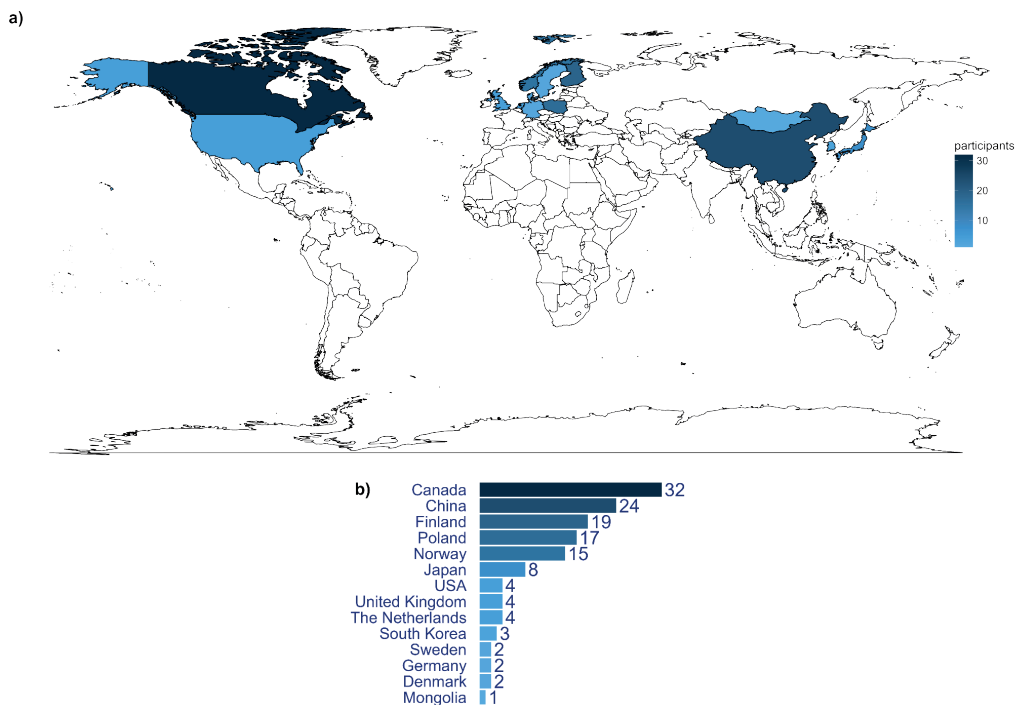 a)
participants
30
20
10
b)
Canada 32
China 24
Finland 19
Poland 17
Norway 15
Japan 8
USA 4
United Kingdom 4
The Netherlands 4
South Korea 3
Sweden 2
Germany 2
Denmark 2
Mongolia 1